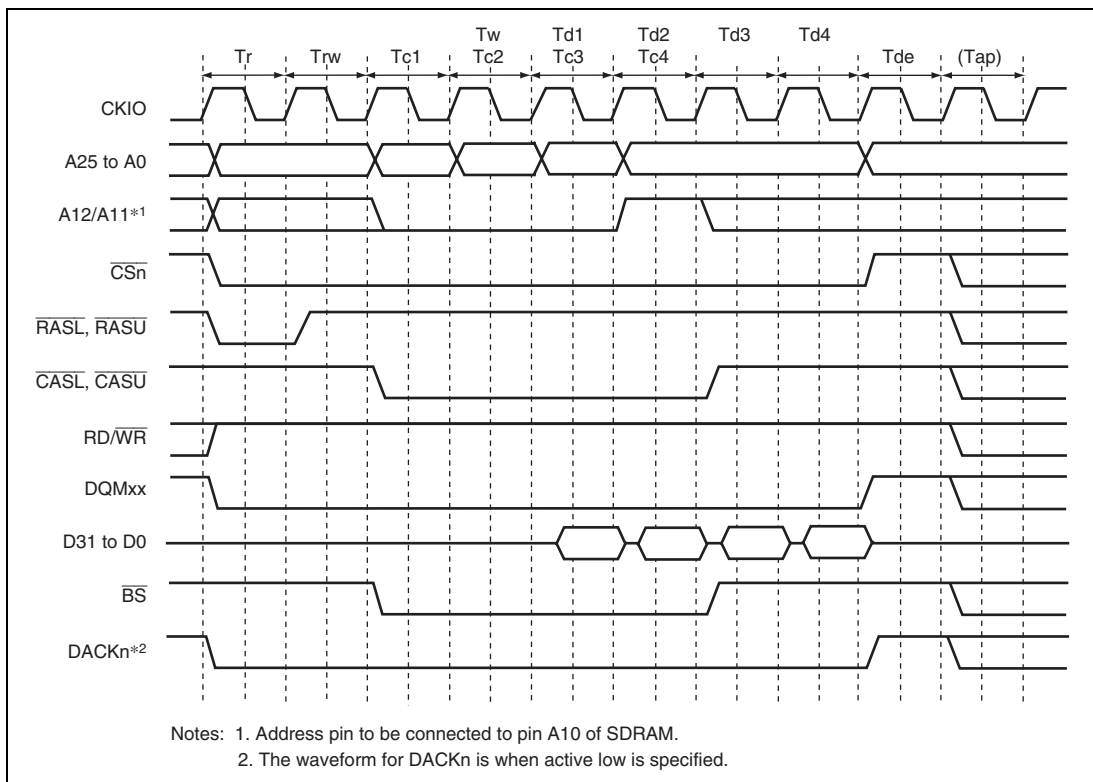 Tw Td1 Td2 Td3 Td4
Tr Trw Tc1 Tc2 Tc3 Tc4 Tde (Tap)
CKIO
A25 to A0
A12/A11*1
CSn
RASL, RASU
CASL, CASU
RD/WR
DQMxx
D31 to D0
BS
DACKn*2
Notes: 1. Address pin to be connected to pin A10 of SDRAM.
2. The waveform for DACKn is when active low is specified.